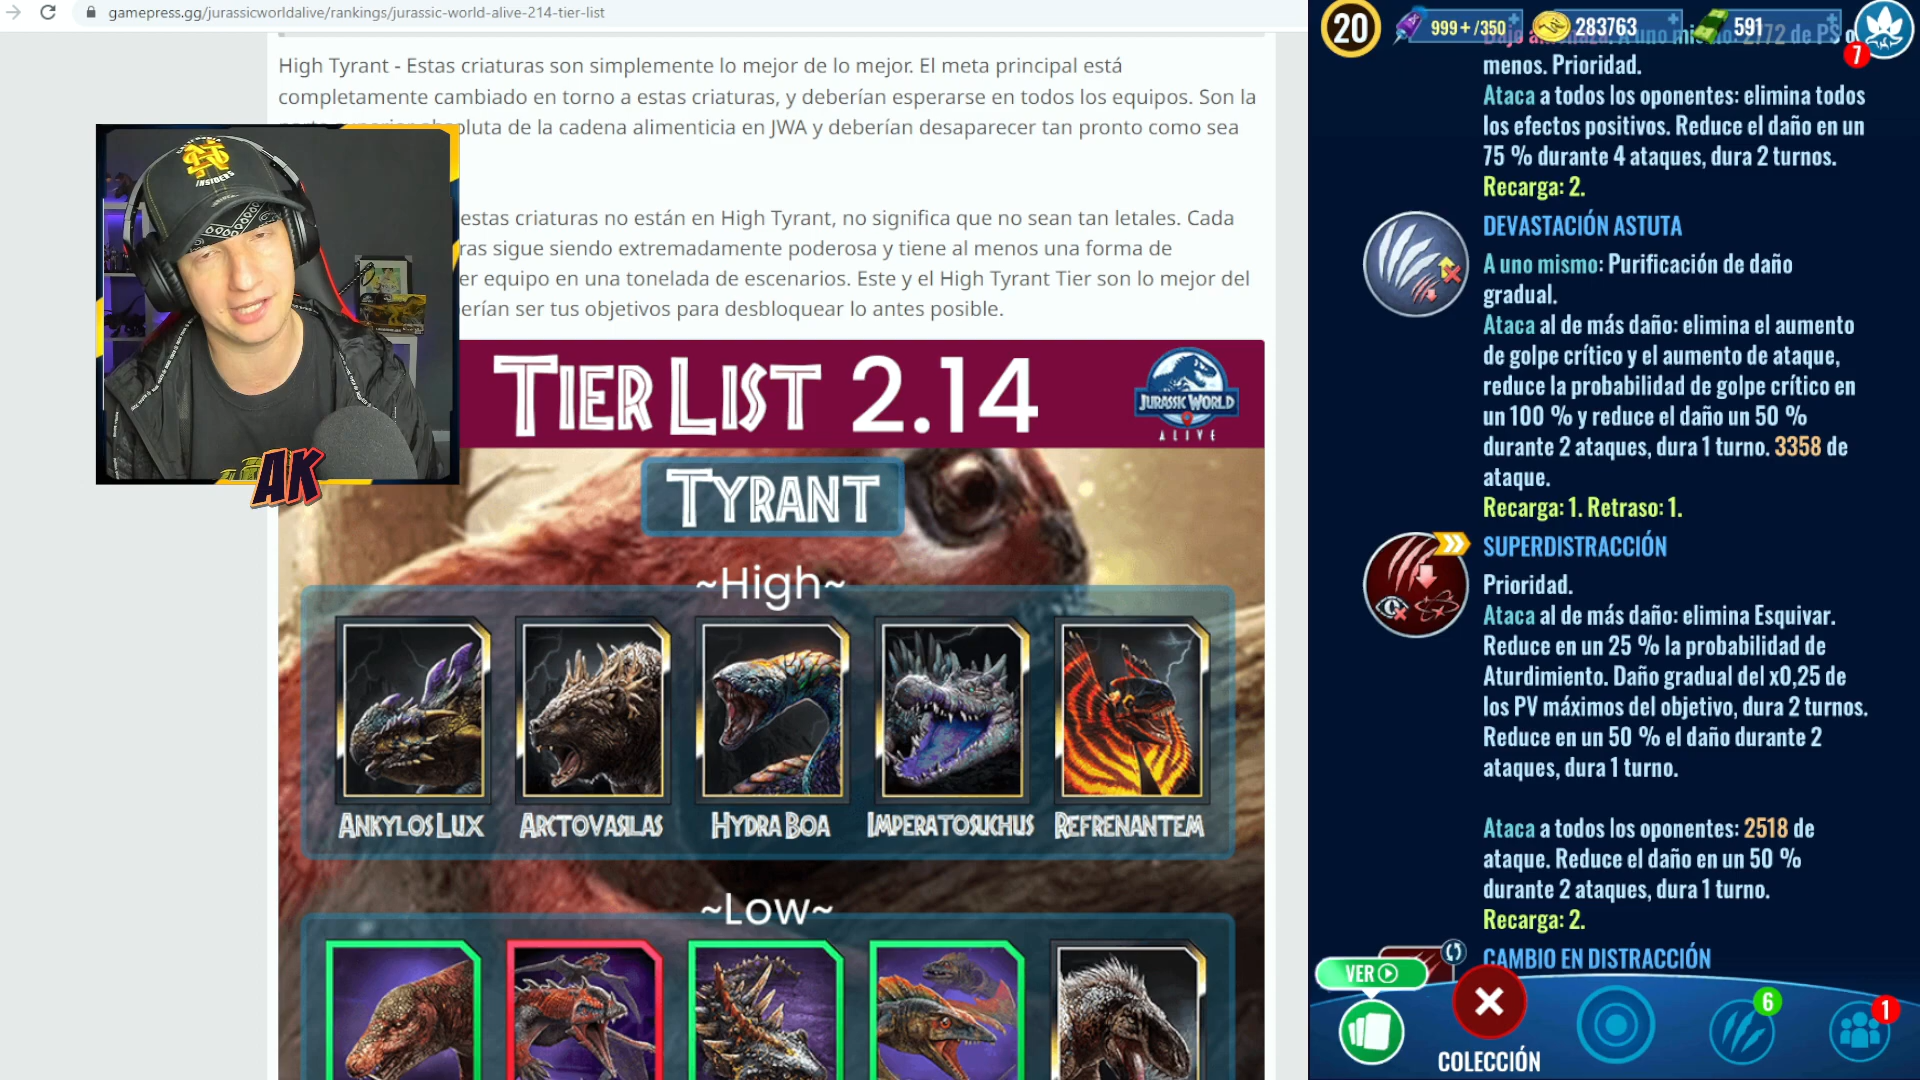 gamepress.gg/jurassicworldalive/rankings/jurassic-world-alive-214-tier-list
High Tyrant - Estas criaturas son simplemente lo mejor de lo mejor. El meta principal está
completamente cambiado en torno a estas criaturas, y deberían esperarse en todos los equipos. Son la
de la cadena alimenticia en JWA y deberían desaparecer tan pronto como sea
estas criaturas no están en High Tyrant, no significa que no sean tan letales. Cada
sigue siendo extremadamente poderosa y tiene al menos una forma de
equipo en una tonelada de escenarios. Este y el High Tyrant Tier son lo mejor del
ser tus objetivos para desbloquear lo antes posible.
INSIDERS
AK
TIER LIST 2.14
JURASSIC WORLD
ALIVE
TYRANT
~High~
ANKYLOS LUX
ARCTOVASILAS
HYDRA BOA
IMPERATOSUCHUS
REFRENANTEM
~Low~
20
999+/350
283763
591
7
menos. Prioridad.
Ataca a todos los oponentes: elimina todos
los efectos positivos. Reduce el daño en un
75 % durante 4 ataques, dura 2 turnos.
Recarga: 2.
DEVASTACIÓN ASTUTA
A uno mismo: Purificación de daño
gradual.
Ataca al de más daño: elimina el aumento
de golpe crítico y el aumento de ataque,
reduce la probabilidad de golpe crítico en
un 100 % y reduce el daño un 50 %
durante 2 ataques, dura 1 turno. 3358 de
ataque.
Recarga: 1. Retraso: 1.
SUPERDISTRACCIÓN
Prioridad.
Ataca al de más daño: elimina Esquivar.
Reduce en un 25 % la probabilidad de
Aturdimiento. Daño gradual del x0,25 de
los PV máximos del objetivo, dura 2 turnos.
Reduce en un 50 % el daño durante 2
ataques, dura 1 turno.
Ataca a todos los oponentes: 2518 de
ataque. Reduce el daño en un 50 %
durante 2 ataques, dura 1 turno.
Recarga: 2.
CAMBIO EN DISTRACCIÓN
VER
6
1
COLECCIÓN